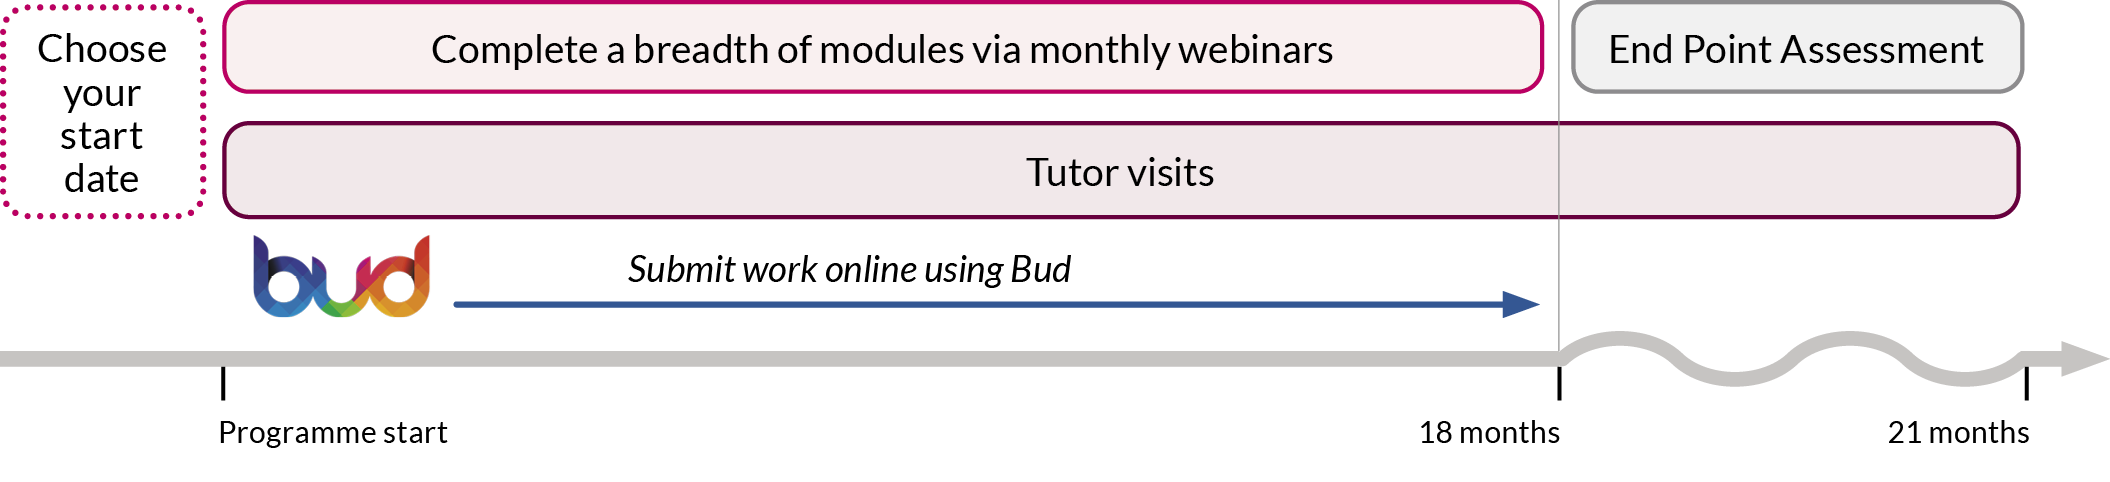 Choose
your
start
date
Complete a breadth of modules via monthly webinars
End Point Assessment
Tutor visits
bud
Submit work online using Bud
Programme start
18 months
21 months